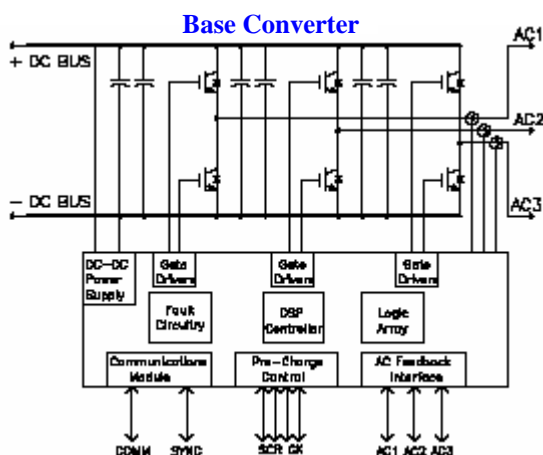 Base Converter
AC1
+ DC BUS
AC2
- DC BUS
AC3
DC-DC
Power
Supply
Gate
Drivers
Gate
Drivers
Gate
Drivers
Fault
Circuitry
DSP
Controller
Logic
Array
Communications
Module
Pre-Charge
Control
AC Feedback
Interface
COMM SYNC SCR GK AC1 AC2 AC3